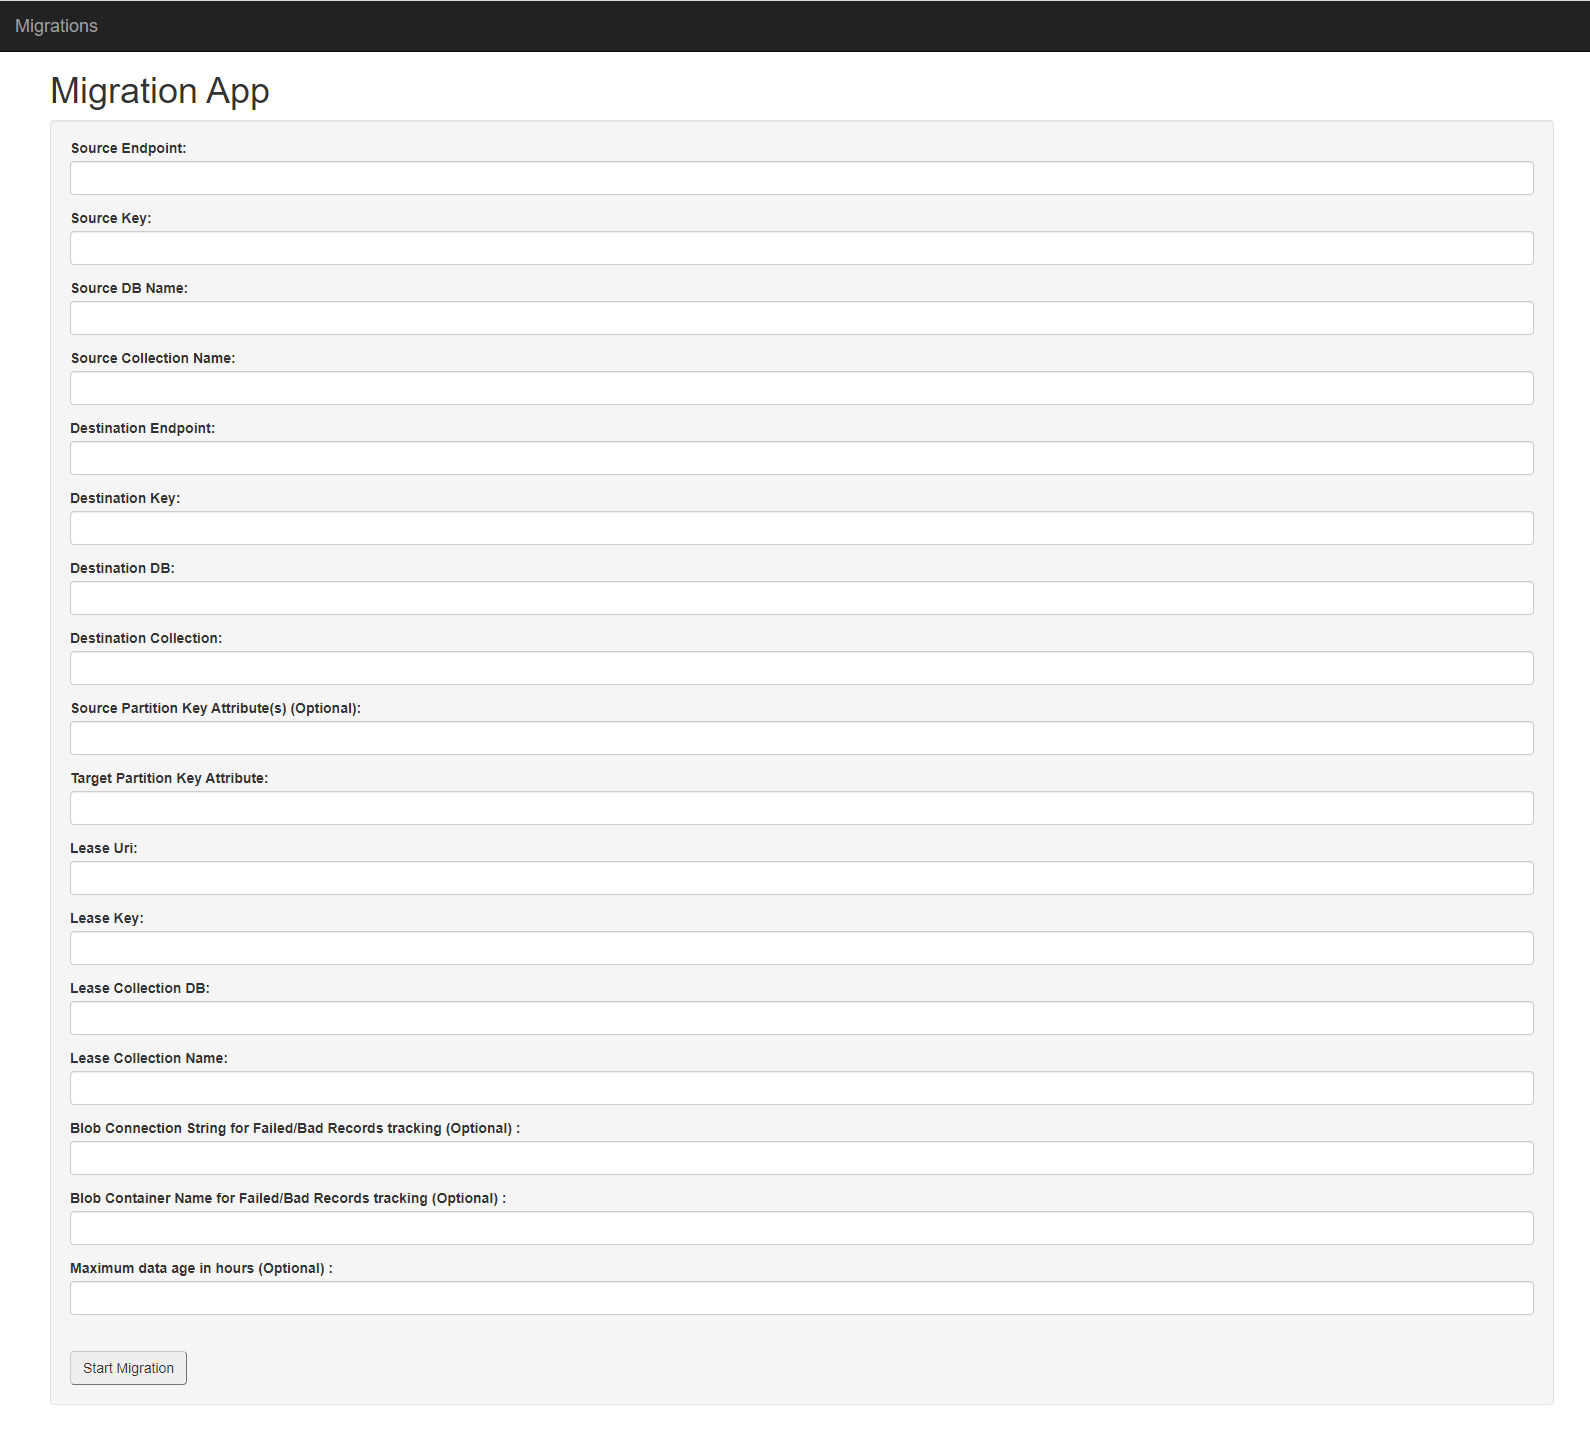 Migrations
Migration App
Source Endpoint:
Source Key:
Source DB Name:
Source Collection Name:
Destination Endpoint:
Destination Key:
Destination DB:
Destination Collection:
Source Partition Key Attribute(s) (Optional):
Target Partition Key Attribute:
Lease Uri:
Lease Key:
Lease Collection DB:
Lease Collection Name:
Blob Connection String for Failed/Bad Records tracking (Optional) :
Blob Container Name for Failed/Bad Records tracking (Optional) :
Maximum data age in hours (Optional) :
Start Migration